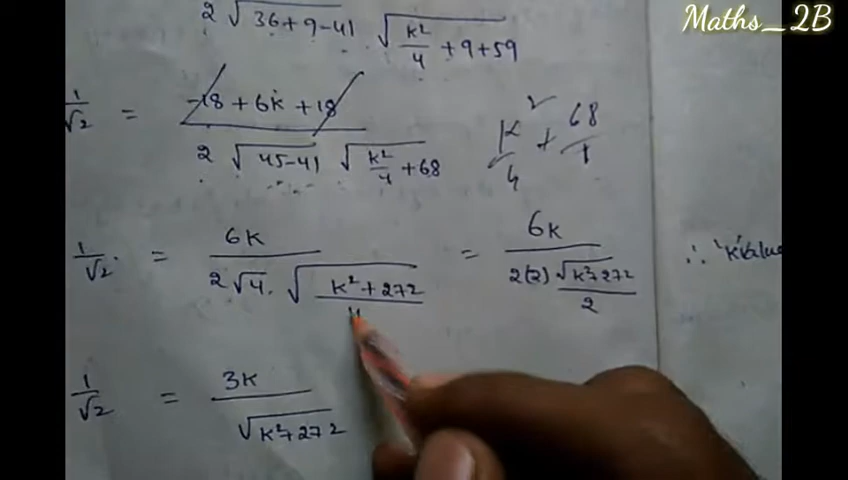 Maths_2B
2 √36+9-41 √k²/4 +9+59
1/√2 = -18 + 6k + 18 / 2 √45-41 √k²/4 +68
k²/4 + 68/1
1/√2 = 6k / 2√4 . √k²+272/4 = 6k / 2(2) √k²+272/2 ∴ 'k' value
1/√2 = 3k / √k²+272